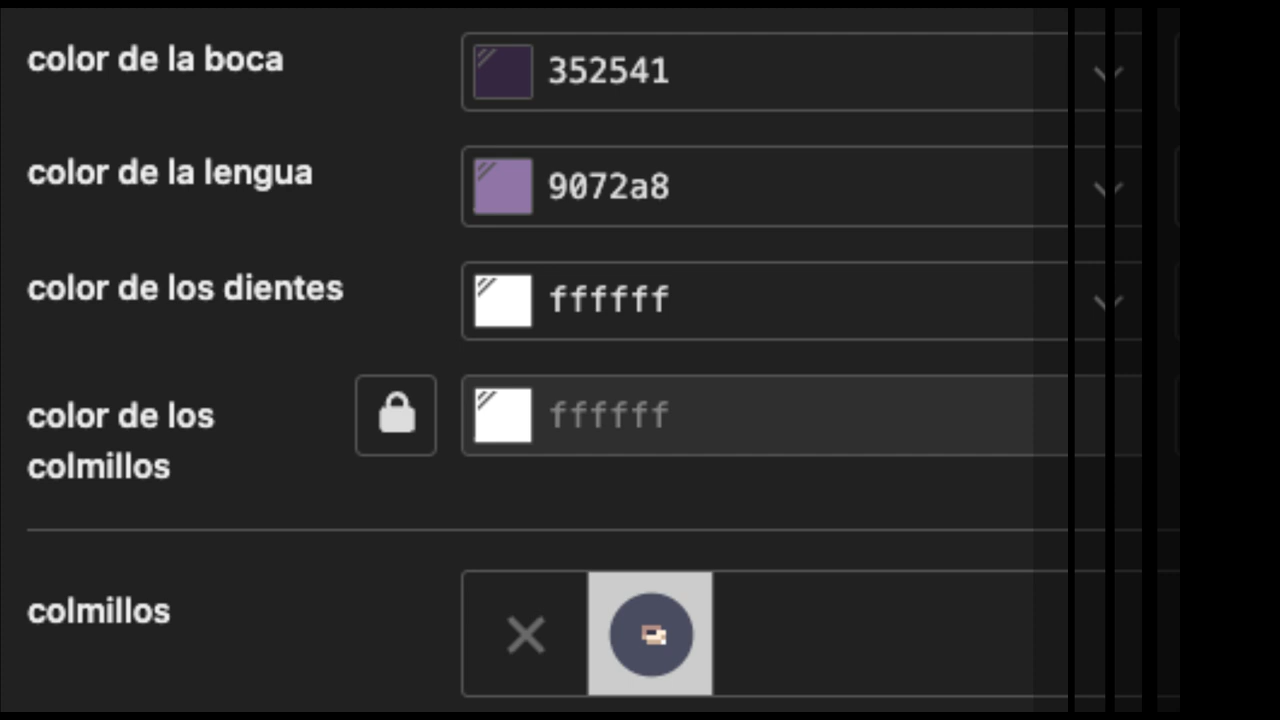 color de la boca
352541
color de la lengua
9072a8
color de los dientes
ffffff
color de los
colmillos
ffffff
colmillos